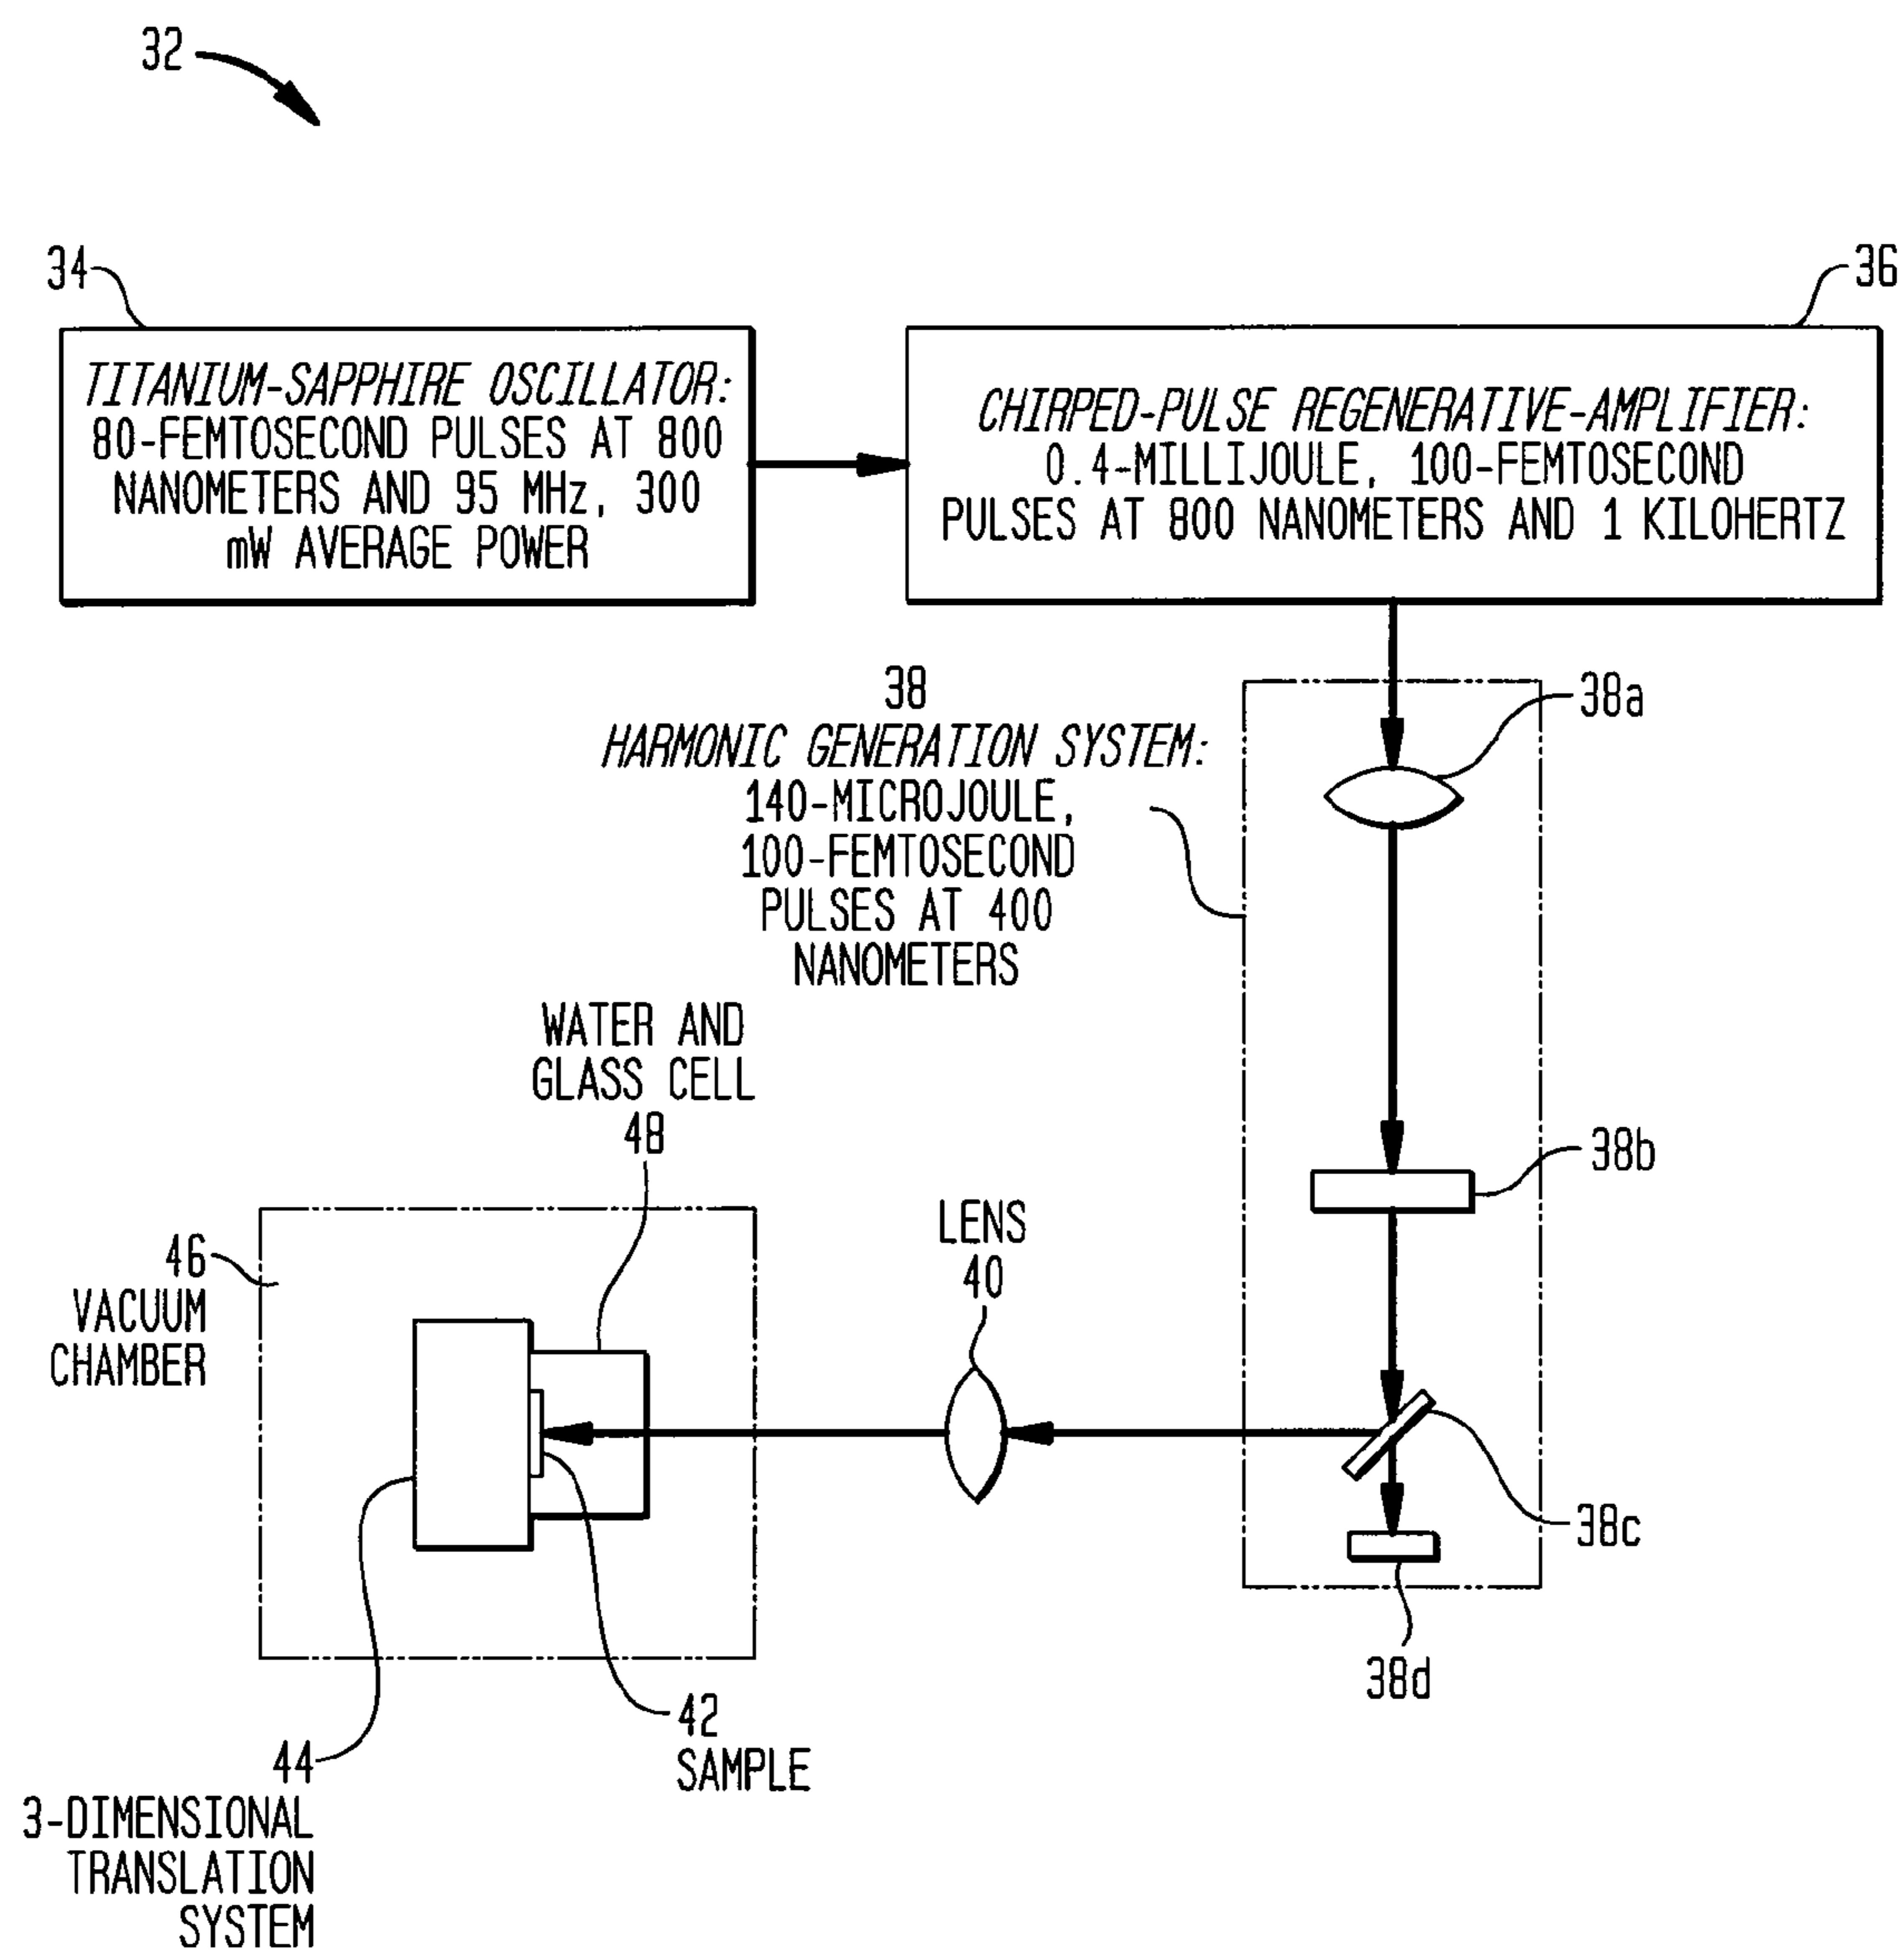 32
34
TITANIUM-SAPPHIRE OSCILLATOR:
80-FEMTOSECOND PULSES AT 800
NANOMETERS AND 95 MHz, 300
mW AVERAGE POWER
36
CHIRPED-PULSE REGENERATIVE-AMPLIFIER:
0.4-MILLIJOULE, 100-FEMTOSECOND
PULSES AT 800 NANOMETERS AND 1 KILOHERTZ
38
HARMONIC GENERATION SYSTEM:
140-MICROJOULE,
100-FEMTOSECOND
PULSES AT 400
NANOMETERS
38a
38b
38c
38d
LENS
40
WATER AND
GLASS CELL
48
46
VACUUM
CHAMBER
42
SAMPLE
44
3-DIMENSIONAL
TRANSLATION
SYSTEM